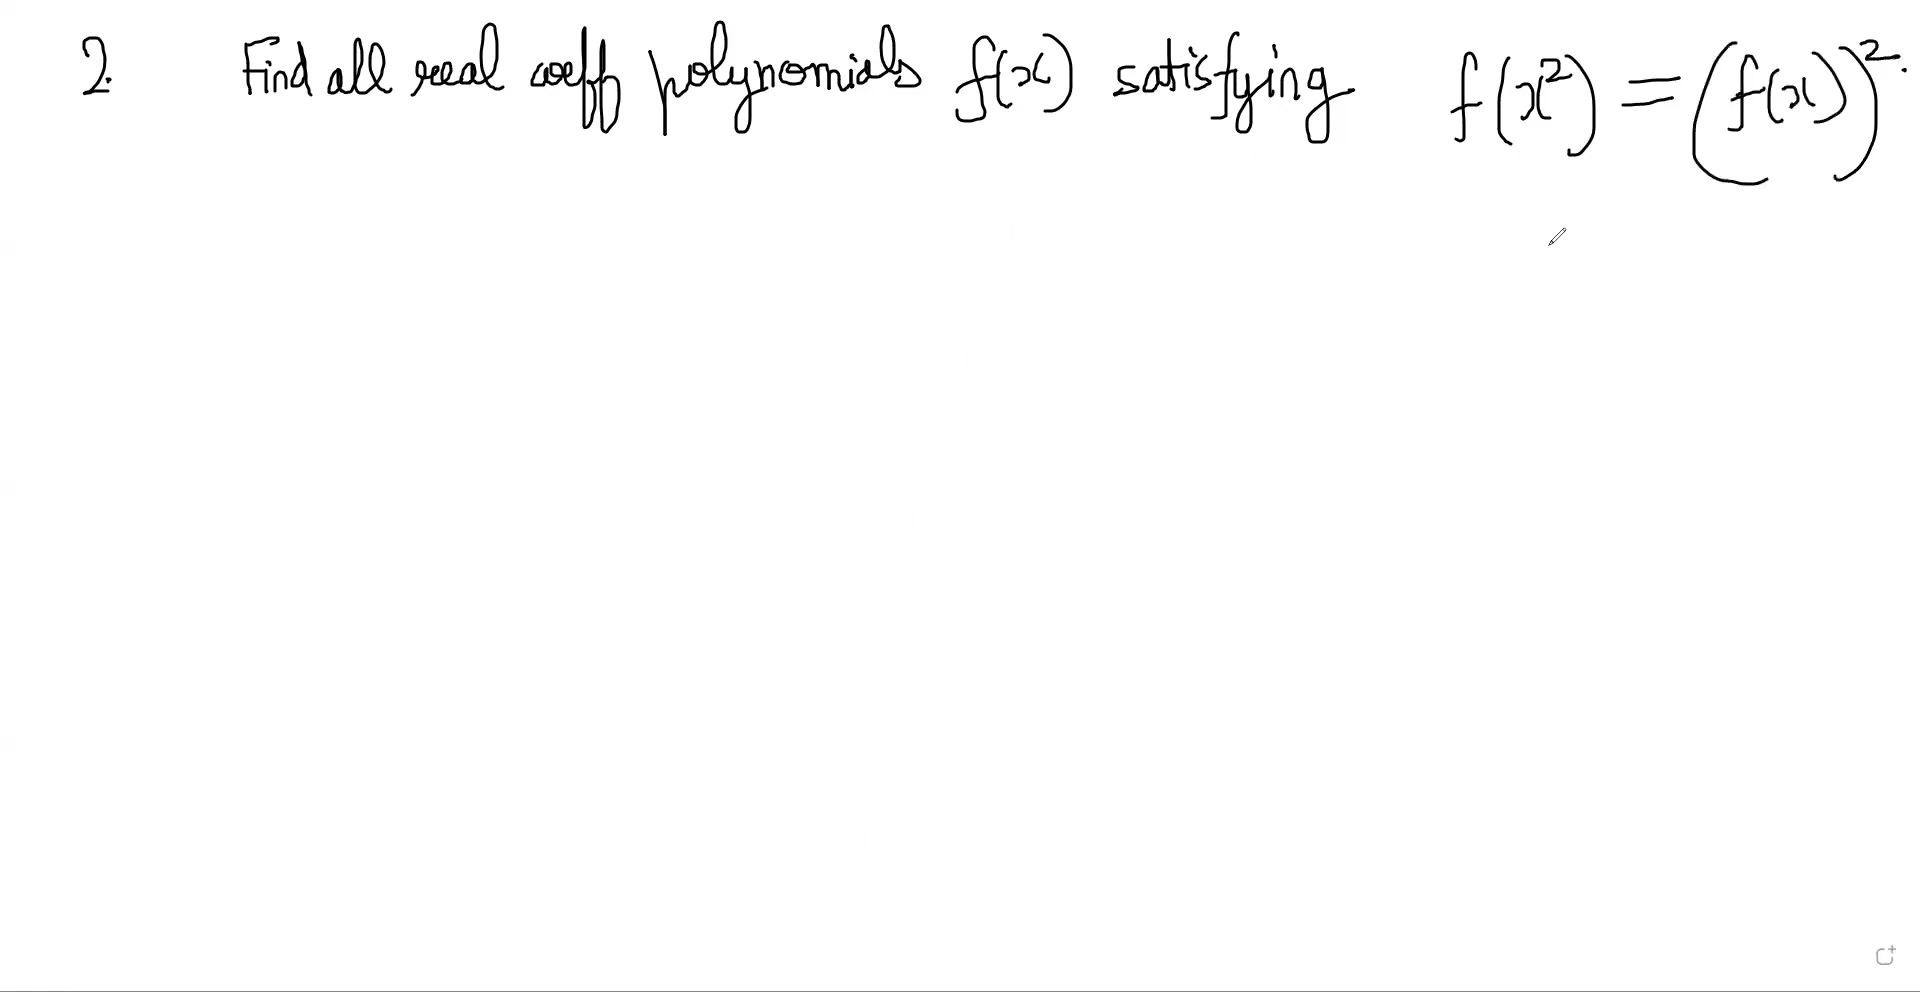 2. Find all real coeff polynomials f(x) satisfying f(x²) = (f(x))².